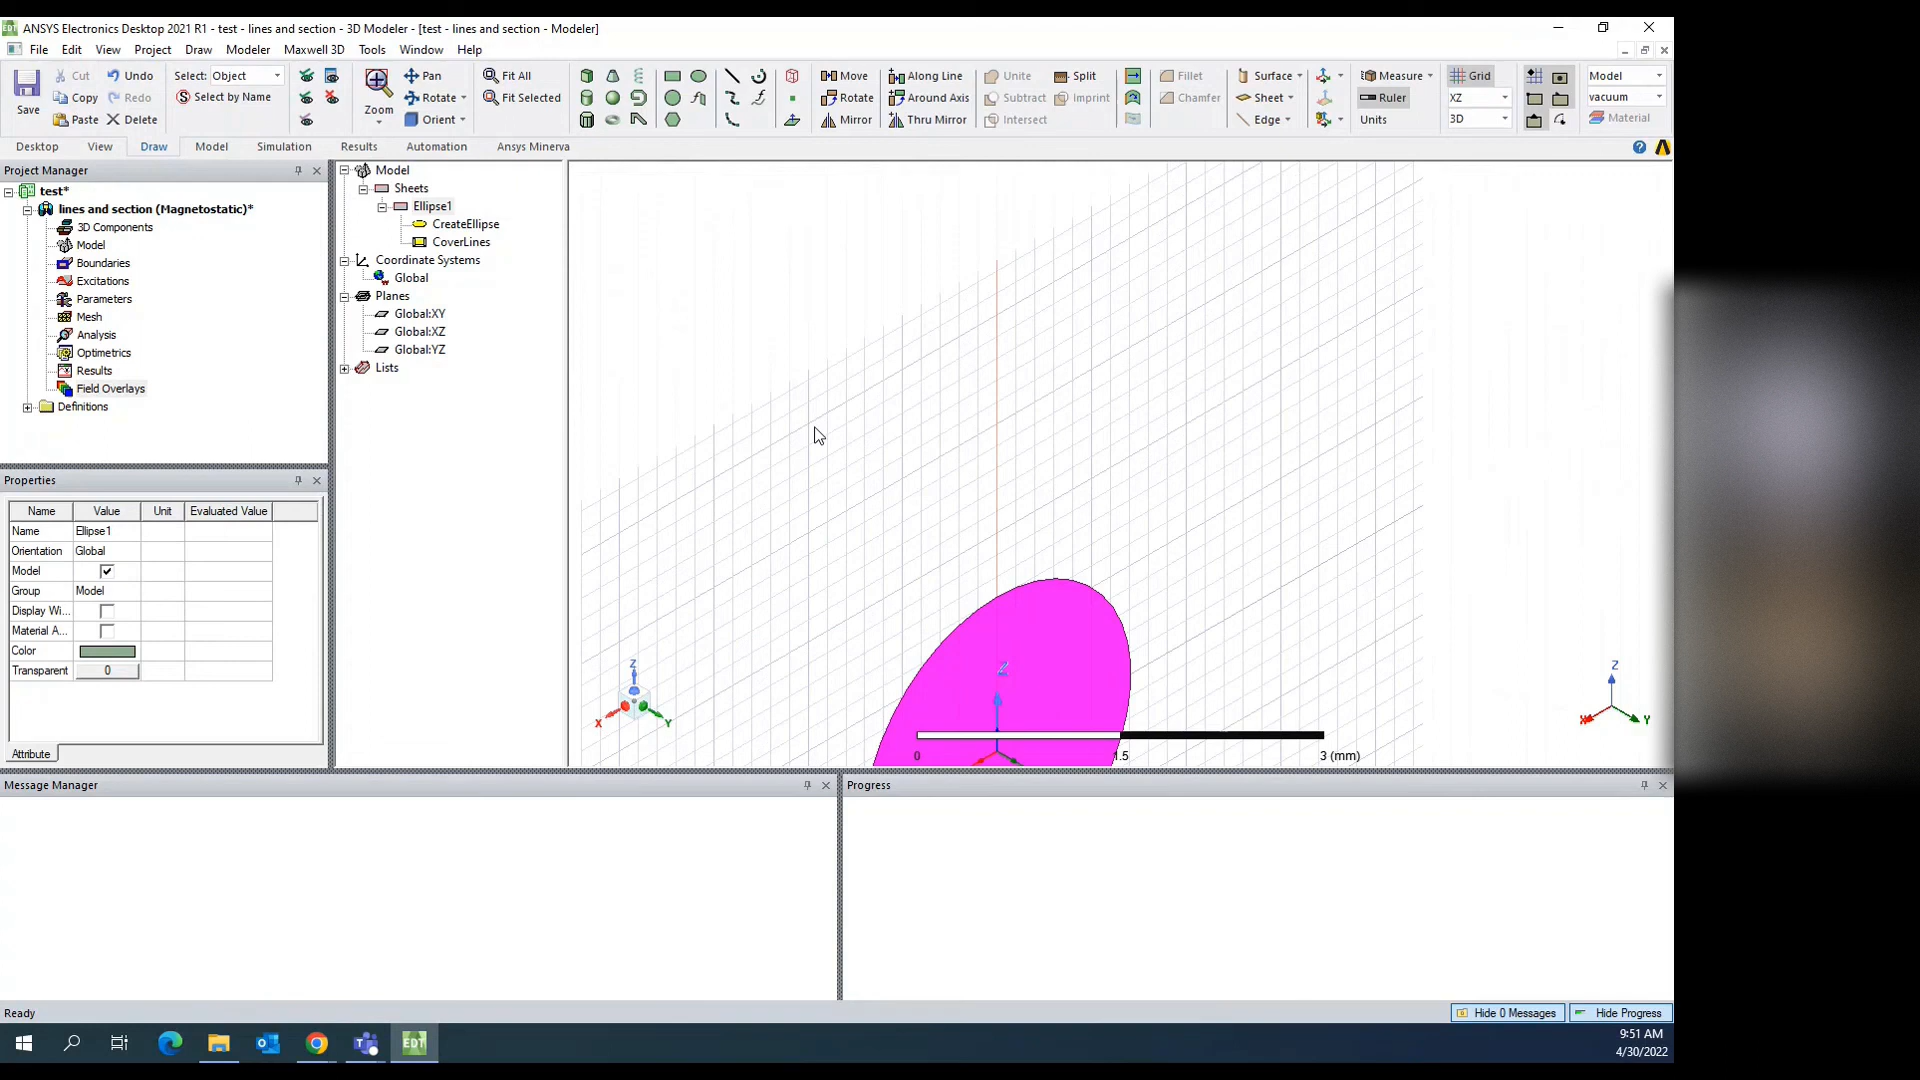 ANSYS Electronics Desktop 2021 R1 - test - lines and section - 3D Modeler - [test - lines and section - Modeler]
File Edit View Project Draw Modeler Maxwell 3D Tools Window Help
Save Cut Undo Select: Object Zoom Pan Fit All Move Along Line Unite Split Fillet Surface Measure Grid Model
Copy Redo Select by Name Rotate Fit Selected Rotate Around Axis Subtract Imprint Chamfer Sheet Ruler XZ vacuum
Paste Delete Orient Mirror Thru Mirror Intersect Edge Units 3D Material
Desktop View Draw Model Simulation Results Automation Ansys Minerva
Project Manager
test*
lines and section (Magnetostatic)*
3D Components
Model
Boundaries
Excitations
Parameters
Mesh
Analysis
Optimetrics
Results
Field Overlays
Definitions
Model
Sheets
Ellipse1
CreateEllipse
CoverLines
Coordinate Systems
Global
Planes
Global:XY
Global:XZ
Global:YZ
Lists
Properties
Name Value Unit Evaluated Value
Name Ellipse1
Orientation Global
Model
Group Model
Display Wi...
Material A...
Color
Transparent 0
Attribute
Z
X Y
Z
0 1.5 3 (mm)
Z
X Y
Message Manager
Progress
Ready
Hide 0 Messages Hide Progress
EDT
9:51 AM
4/30/2022